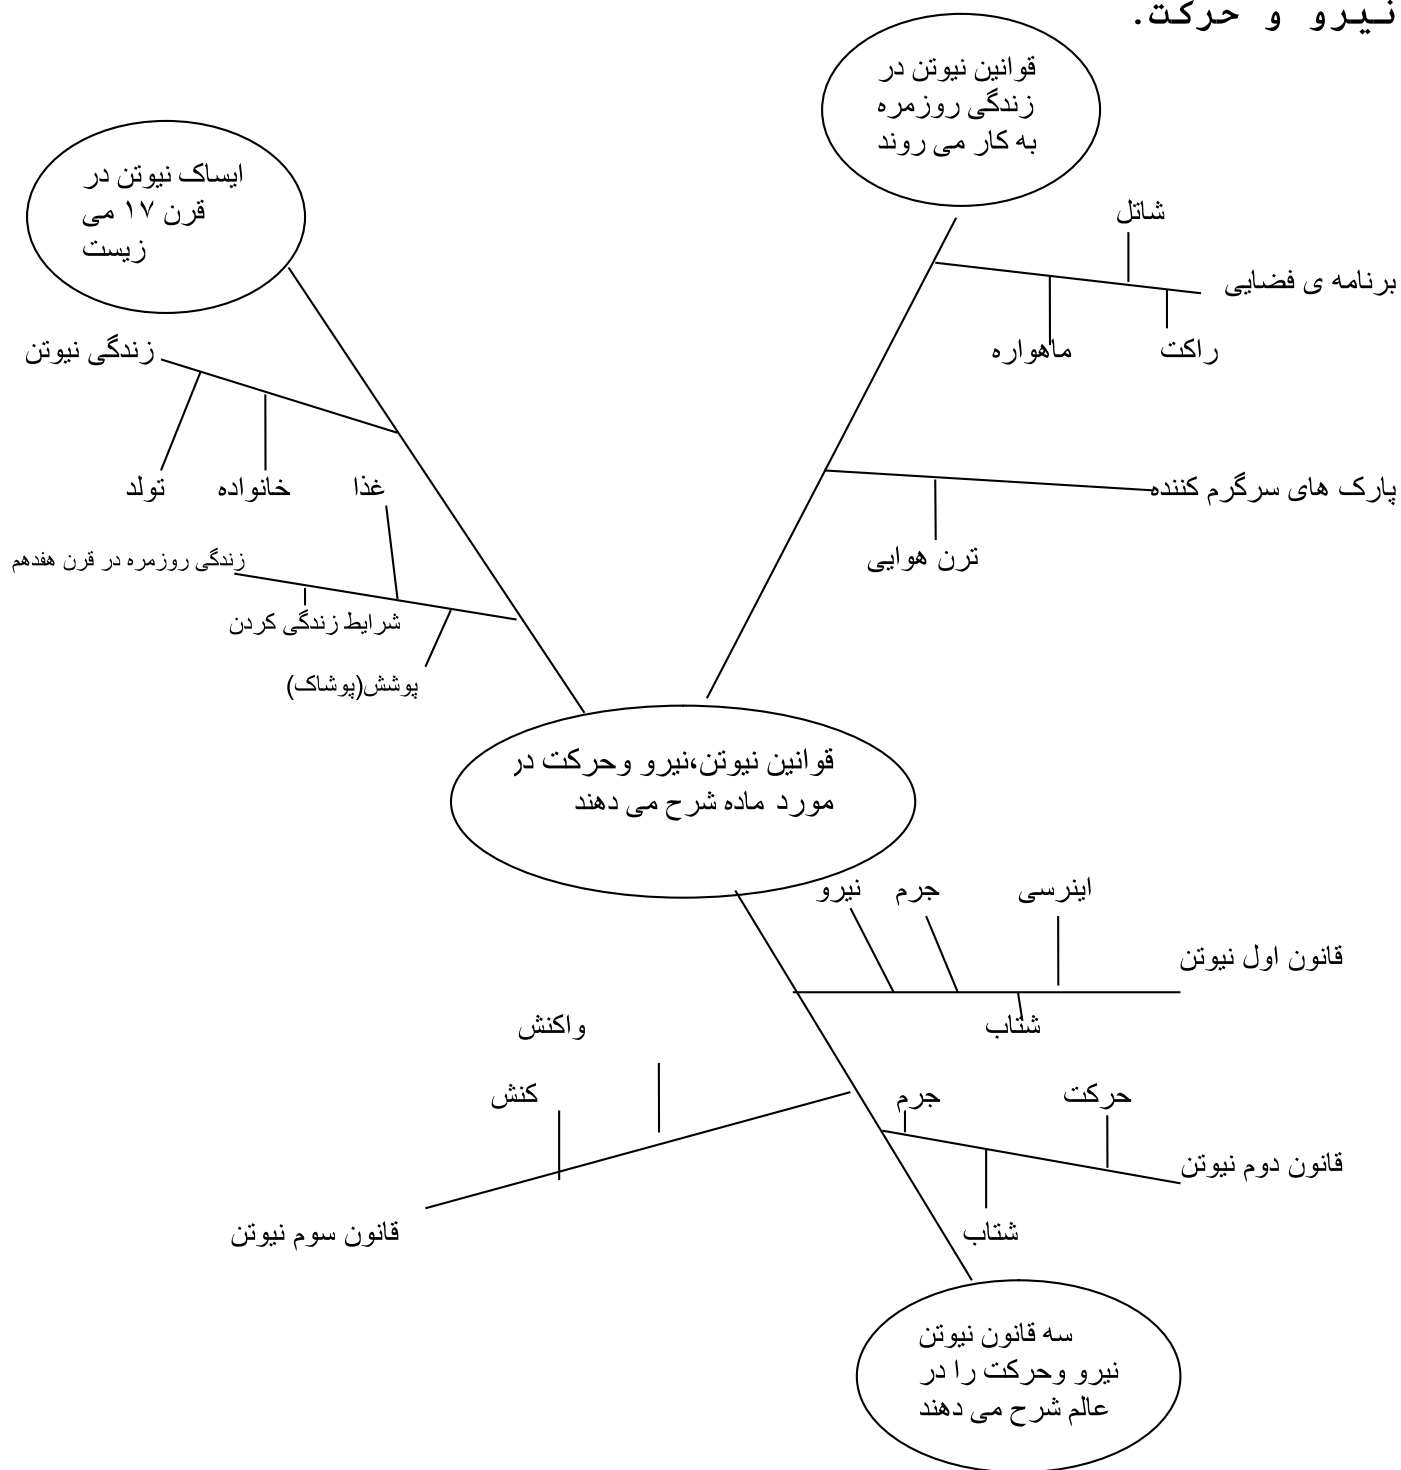 نیرو و حرکت.
قوانین نیوتن در
زندگی روزمره
به کار می روند
ایساک نیوتن در
قرن ۱۷ می
زیست
شاتل
برنامه ی فضایی
ماهواره
راکت
زندگی نیوتن
تولد
خانواده
غذا
پارک های سرگرم کننده
ترن هوایی
زندگی روزمره در قرن هفدهم
شرایط زندگی کردن
پوشش(پوشاک)
قوانین نیوتن،نیرو وحرکت در
مورد ماده شرح می دهند
نیرو
جرم
اینرسی
قانون اول نیوتن
شتاب
واکنش
کنش
جرم
حرکت
قانون دوم نیوتن
شتاب
قانون سوم نیوتن
سه قانون نیوتن
نیرو وحرکت را در
عالم شرح می دهند